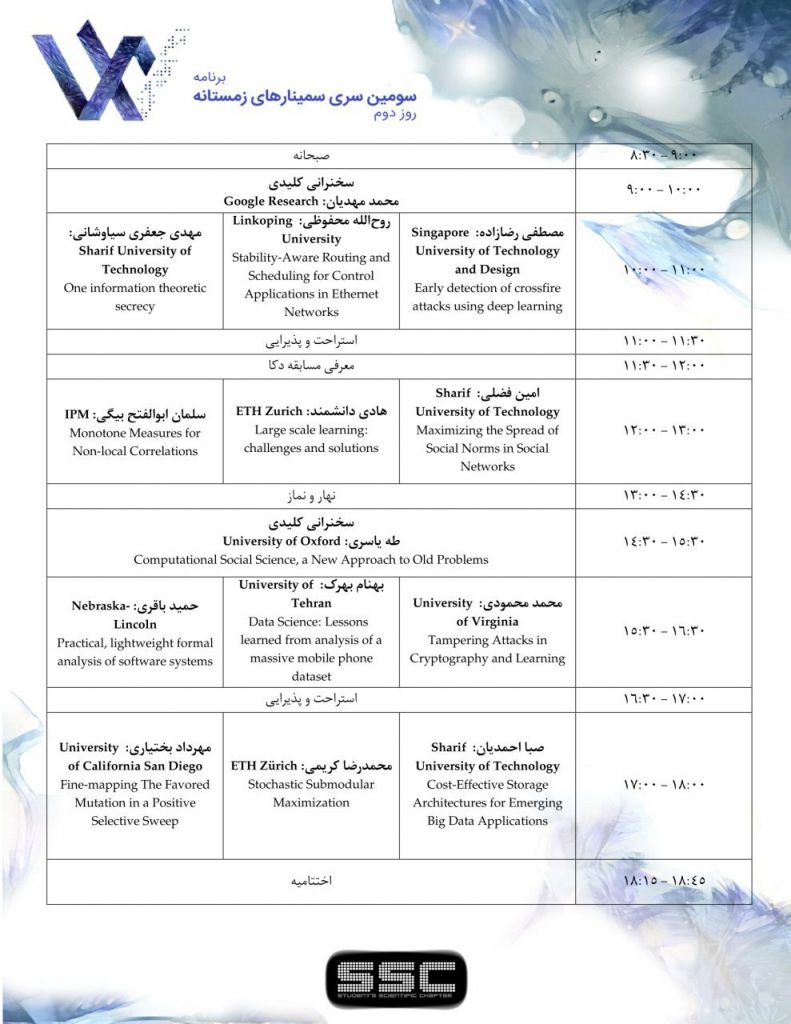 برنامه
سومین سری سمینارهای زمستانه
روز دوم
۸:۳۰ – ۹:۰۰
صبحانه
۹:۰۰ – ۱۰:۰۰
سخنرانی کلیدی
محمد مهدیان: Google Research
۱۰:۰۰ – ۱۱:۰۰
مصطفی رضازاده: Singapore
University of Technology
and Design
Early detection of crossfire
attacks using deep learning
روح‌الله محفوظی: Linkoping
University
Stability-Aware Routing and
Scheduling for Control
Applications in Ethernet
Networks
مهدی جعفری سیاوشانی:
Sharif University of
Technology
One information theoretic
secrecy
۱۱:۰۰ – ۱۱:۳۰
استراحت و پذیرایی
۱۱:۳۰ – ۱۲:۰۰
معرفی مسابقه دکا
۱۲:۰۰ – ۱۳:۰۰
امین فضلی: Sharif
University of Technology
Maximizing the Spread of
Social Norms in Social
Networks
هادی دانشمند: ETH Zurich
Large scale learning:
challenges and solutions
سلمان ابوالفتح بیگی: IPM
Monotone Measures for
Non-local Correlations
۱۳:۰۰ – ۱۴:۳۰
نهار و نماز
۱٤:۳۰ – ۱٥:۳۰
سخنرانی کلیدی
طه یاسری: University of Oxford
Computational Social Science, a New Approach to Old Problems
۱٥:۳۰ – ۱۶:۳۰
محمد محمودی: University
of Virginia
Tampering Attacks in
Cryptography and Learning
بهنام بهرک: University of
Tehran
Data Science: Lessons
learned from analysis of a
massive mobile phone
dataset
حمید باقری: Nebraska-
Lincoln
Practical, lightweight formal
analysis of software systems
۱۶:۳۰ – ۱۷:۰۰
استراحت و پذیرایی
۱۷:۰۰ – ۱۸:۰۰
صبا احمدیان: Sharif
University of Technology
Cost-Effective Storage
Architectures for Emerging
Big Data Applications
محمدرضا کریمی: ETH Zürich
Stochastic Submodular
Maximization
مهرداد بختیاری: University
of California San Diego
Fine-mapping The Favored
Mutation in a Positive
Selective Sweep
۱۸:۱٥ – ۱۸:٤٥
اختتامیه
SSC
STUDENT'S SCIENTIFIC CHAPTER